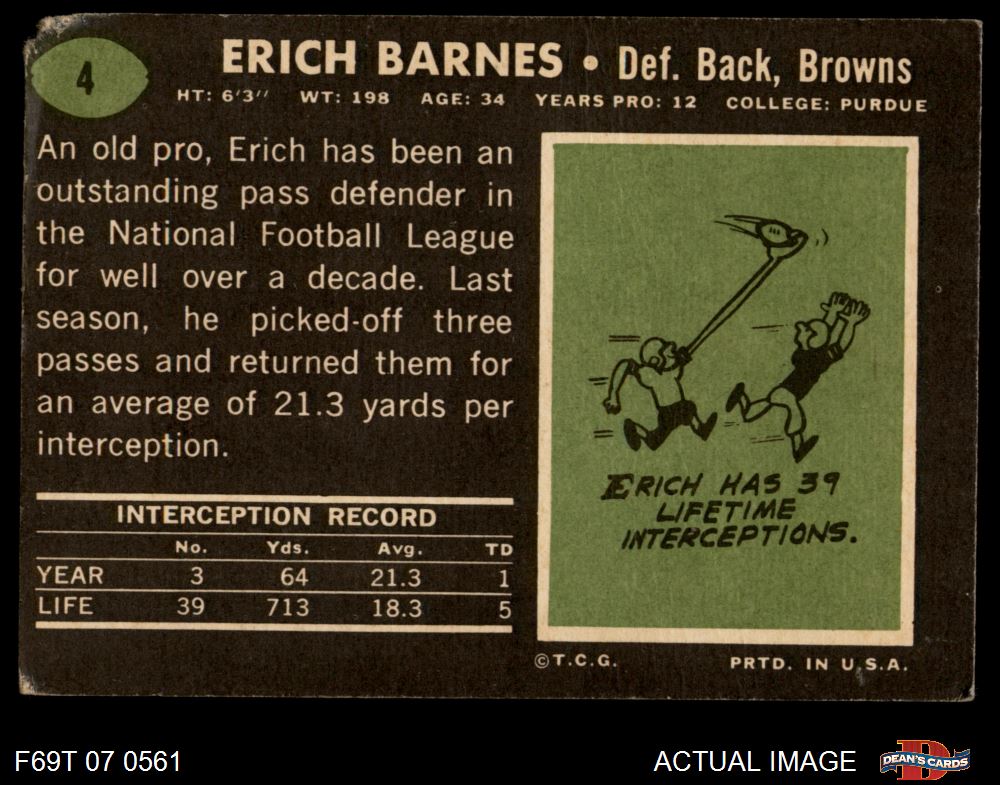 4
ERICH BARNES • Def. Back, Browns
HT: 6'3" WT: 198 AGE: 34 YEARS PRO: 12 COLLEGE: PURDUE
An old pro, Erich has been an
outstanding pass defender in
the National Football League
for well over a decade. Last
season, he picked-off three
passes and returned them for
an average of 21.3 yards per
interception.
INTERCEPTION RECORD
No. Yds. Avg. TD
YEAR 3 64 21.3 1
LIFE 39 713 18.3 5
ERICH HAS 39
LIFETIME
INTERCEPTIONS.
©T.C.G. PRTD. IN U.S.A.
F69T 07 0561 ACTUAL IMAGE
D
DEAN'S CARDS